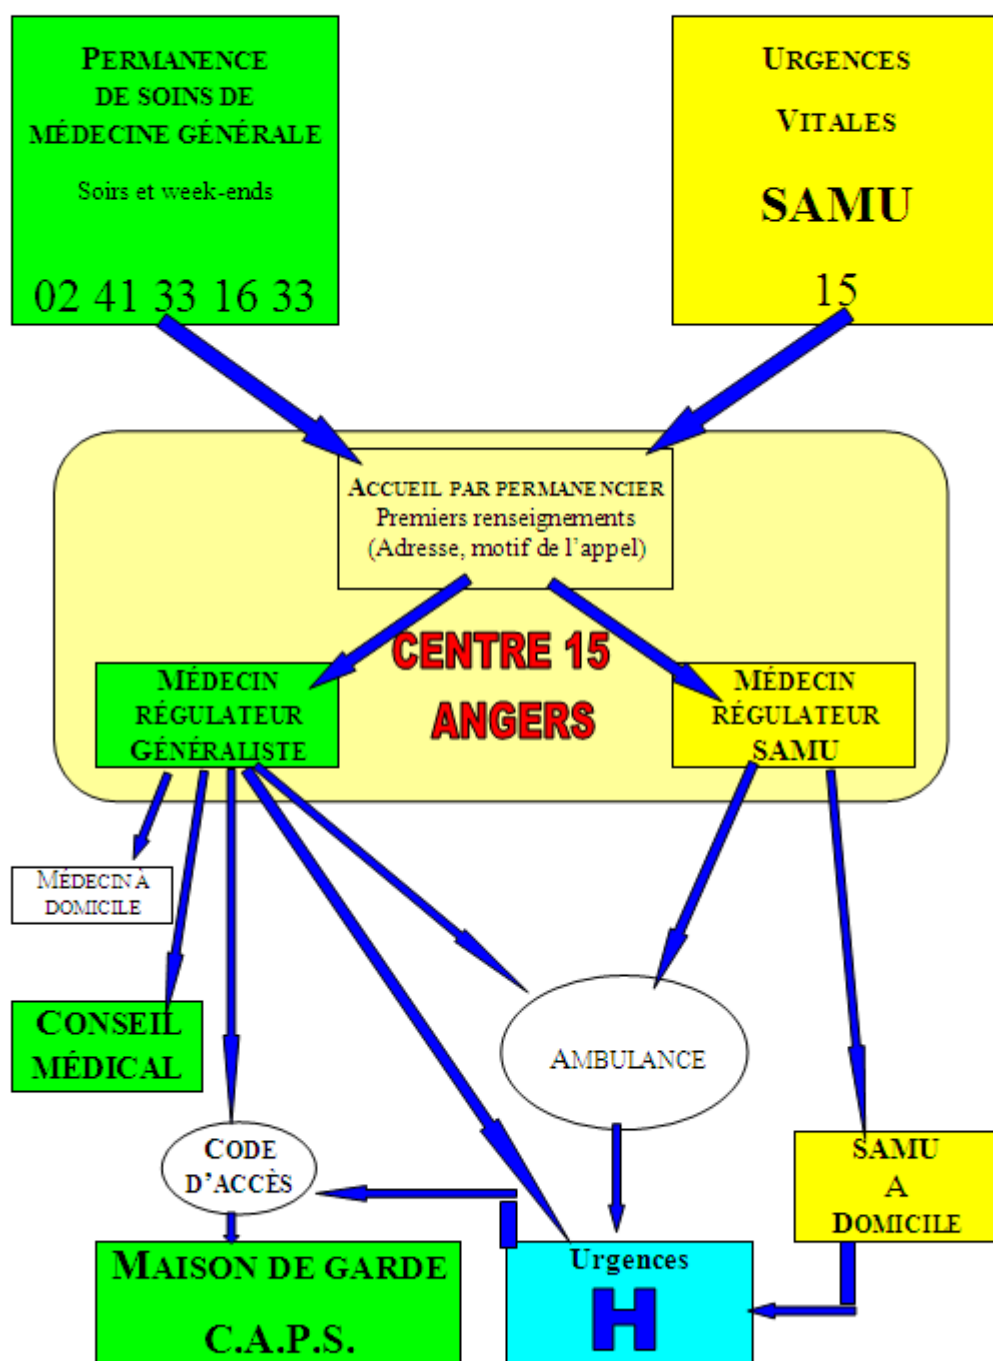 PERMANENCE
DE SOINS DE
MÉDECINE GÉNÉRALE
Soirs et week-ends
02 41 33 16 33
URGENCES
VITALES
SAMU
15
ACCUEIL PAR PERMANENCIER
Premiers renseignements
(Adresse, motif de l'appel)
CENTRE 15
ANGERS
MÉDECIN
RÉGULATEUR
GÉNÉRALISTE
MÉDECIN
RÉGULATEUR
SAMU
MÉDECIN À
DOMICILE
CONSEIL
MÉDICAL
AMBULANCE
CODE
D'ACCÈS
SAMU
A
DOMICILE
MAISON DE GARDE
C.A.P.S.
Urgences
H